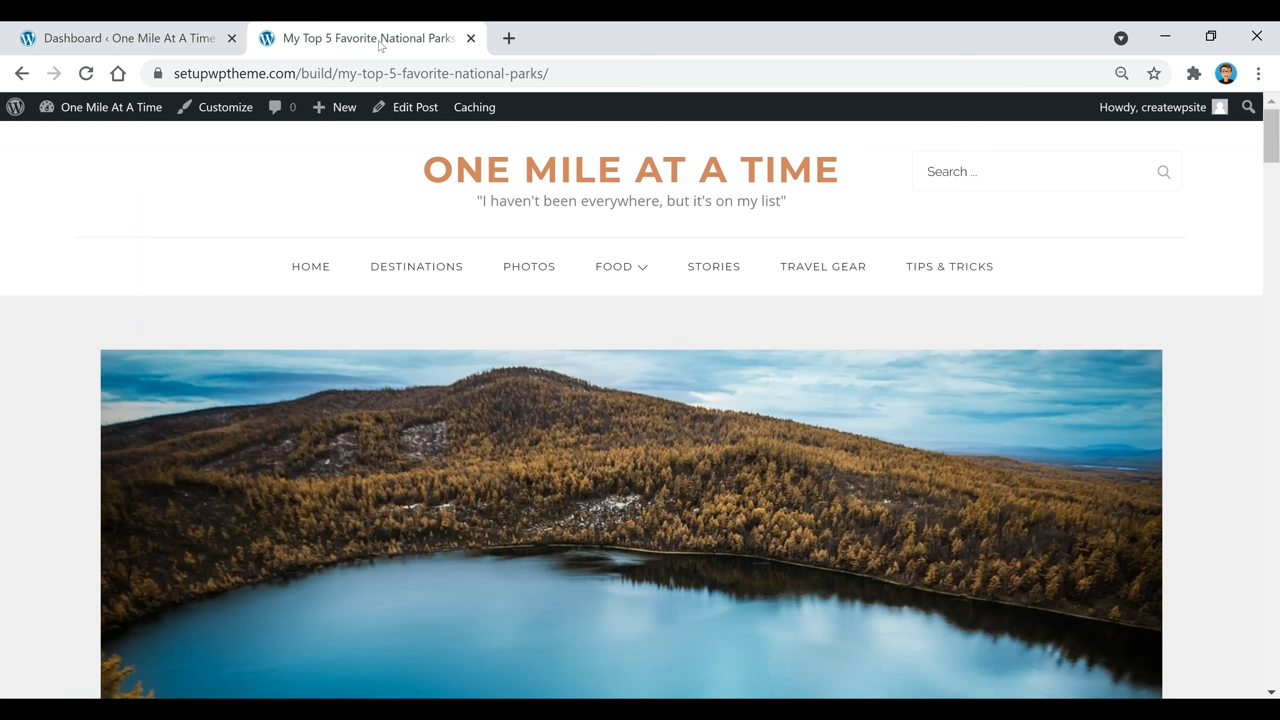 Dashboard ‹ One Mile At A Time
My Top 5 Favorite National Parks
setupwptheme.com/build/my-top-5-favorite-national-parks/
One Mile At A Time Customize 0 New Edit Post Caching Howdy, createwpsite
ONE MILE AT A TIME
Search ...
"I haven't been everywhere, but it's on my list"
HOME DESTINATIONS PHOTOS FOOD STORIES TRAVEL GEAR TIPS & TRICKS